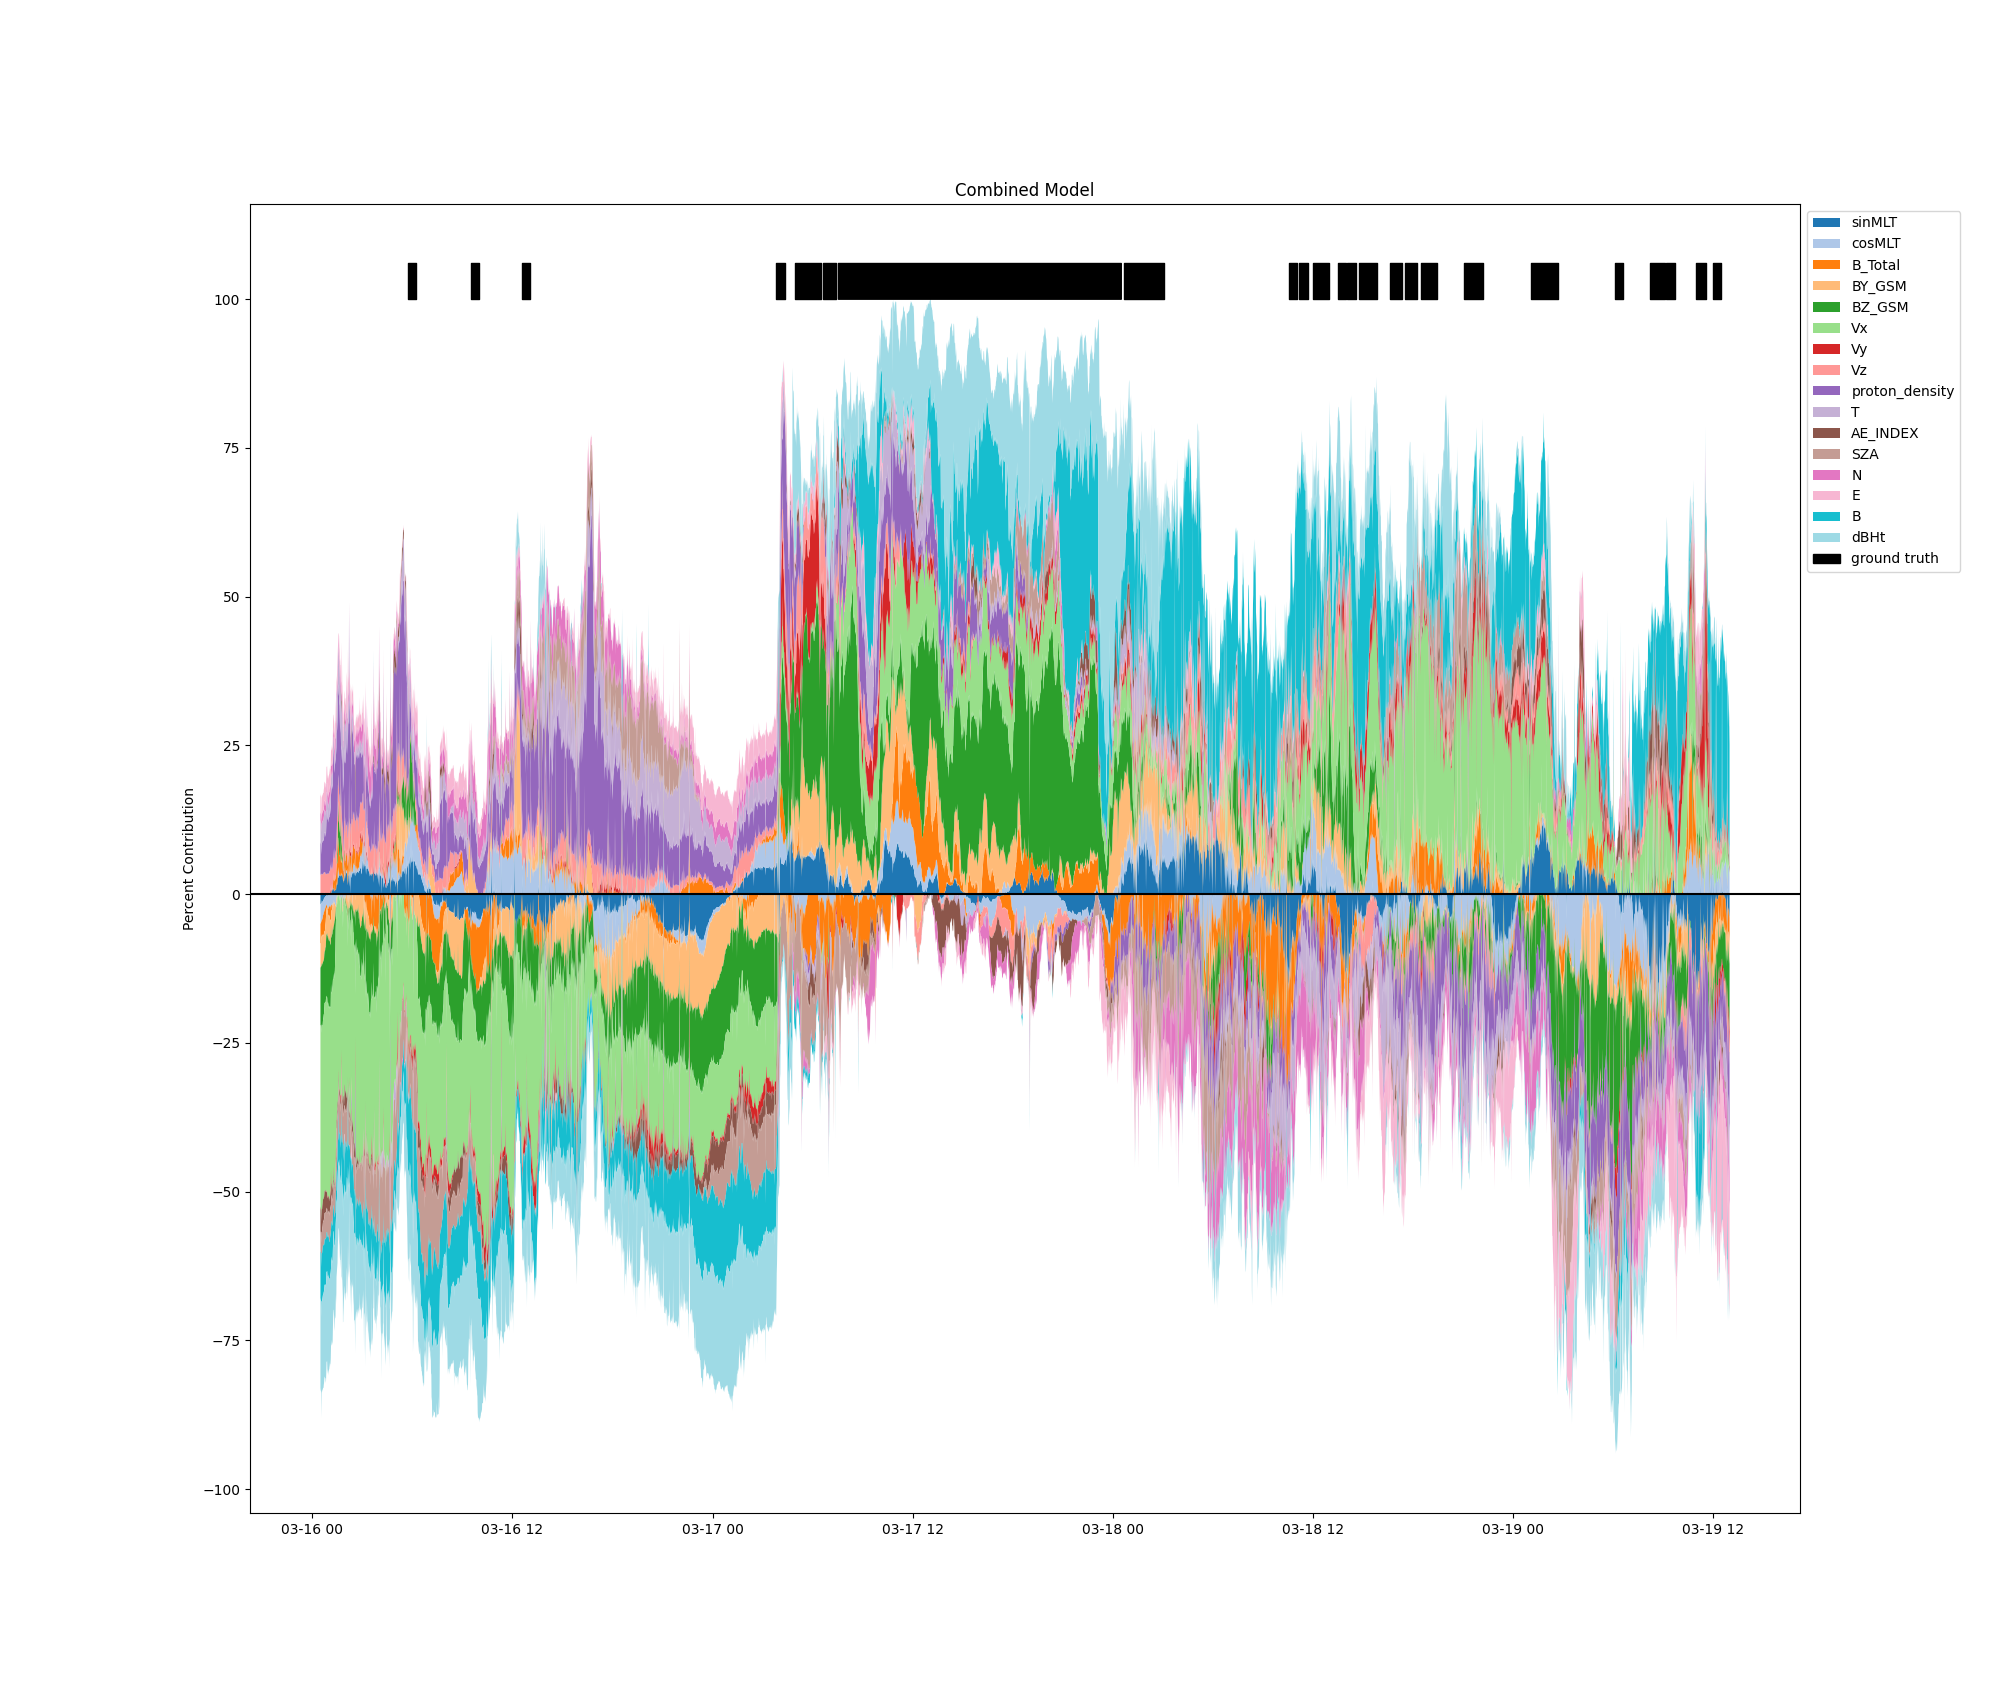 Combined Model
Percent Contribution
100
75
50
25
0
−25
−50
−75
−100
03-16 00
03-16 12
03-17 00
03-17 12
03-18 00
03-18 12
03-19 00
03-19 12
sinMLT
cosMLT
B_Total
BY_GSM
BZ_GSM
Vx
Vy
Vz
proton_density
T
AE_INDEX
SZA
N
E
B
dBHt
ground truth